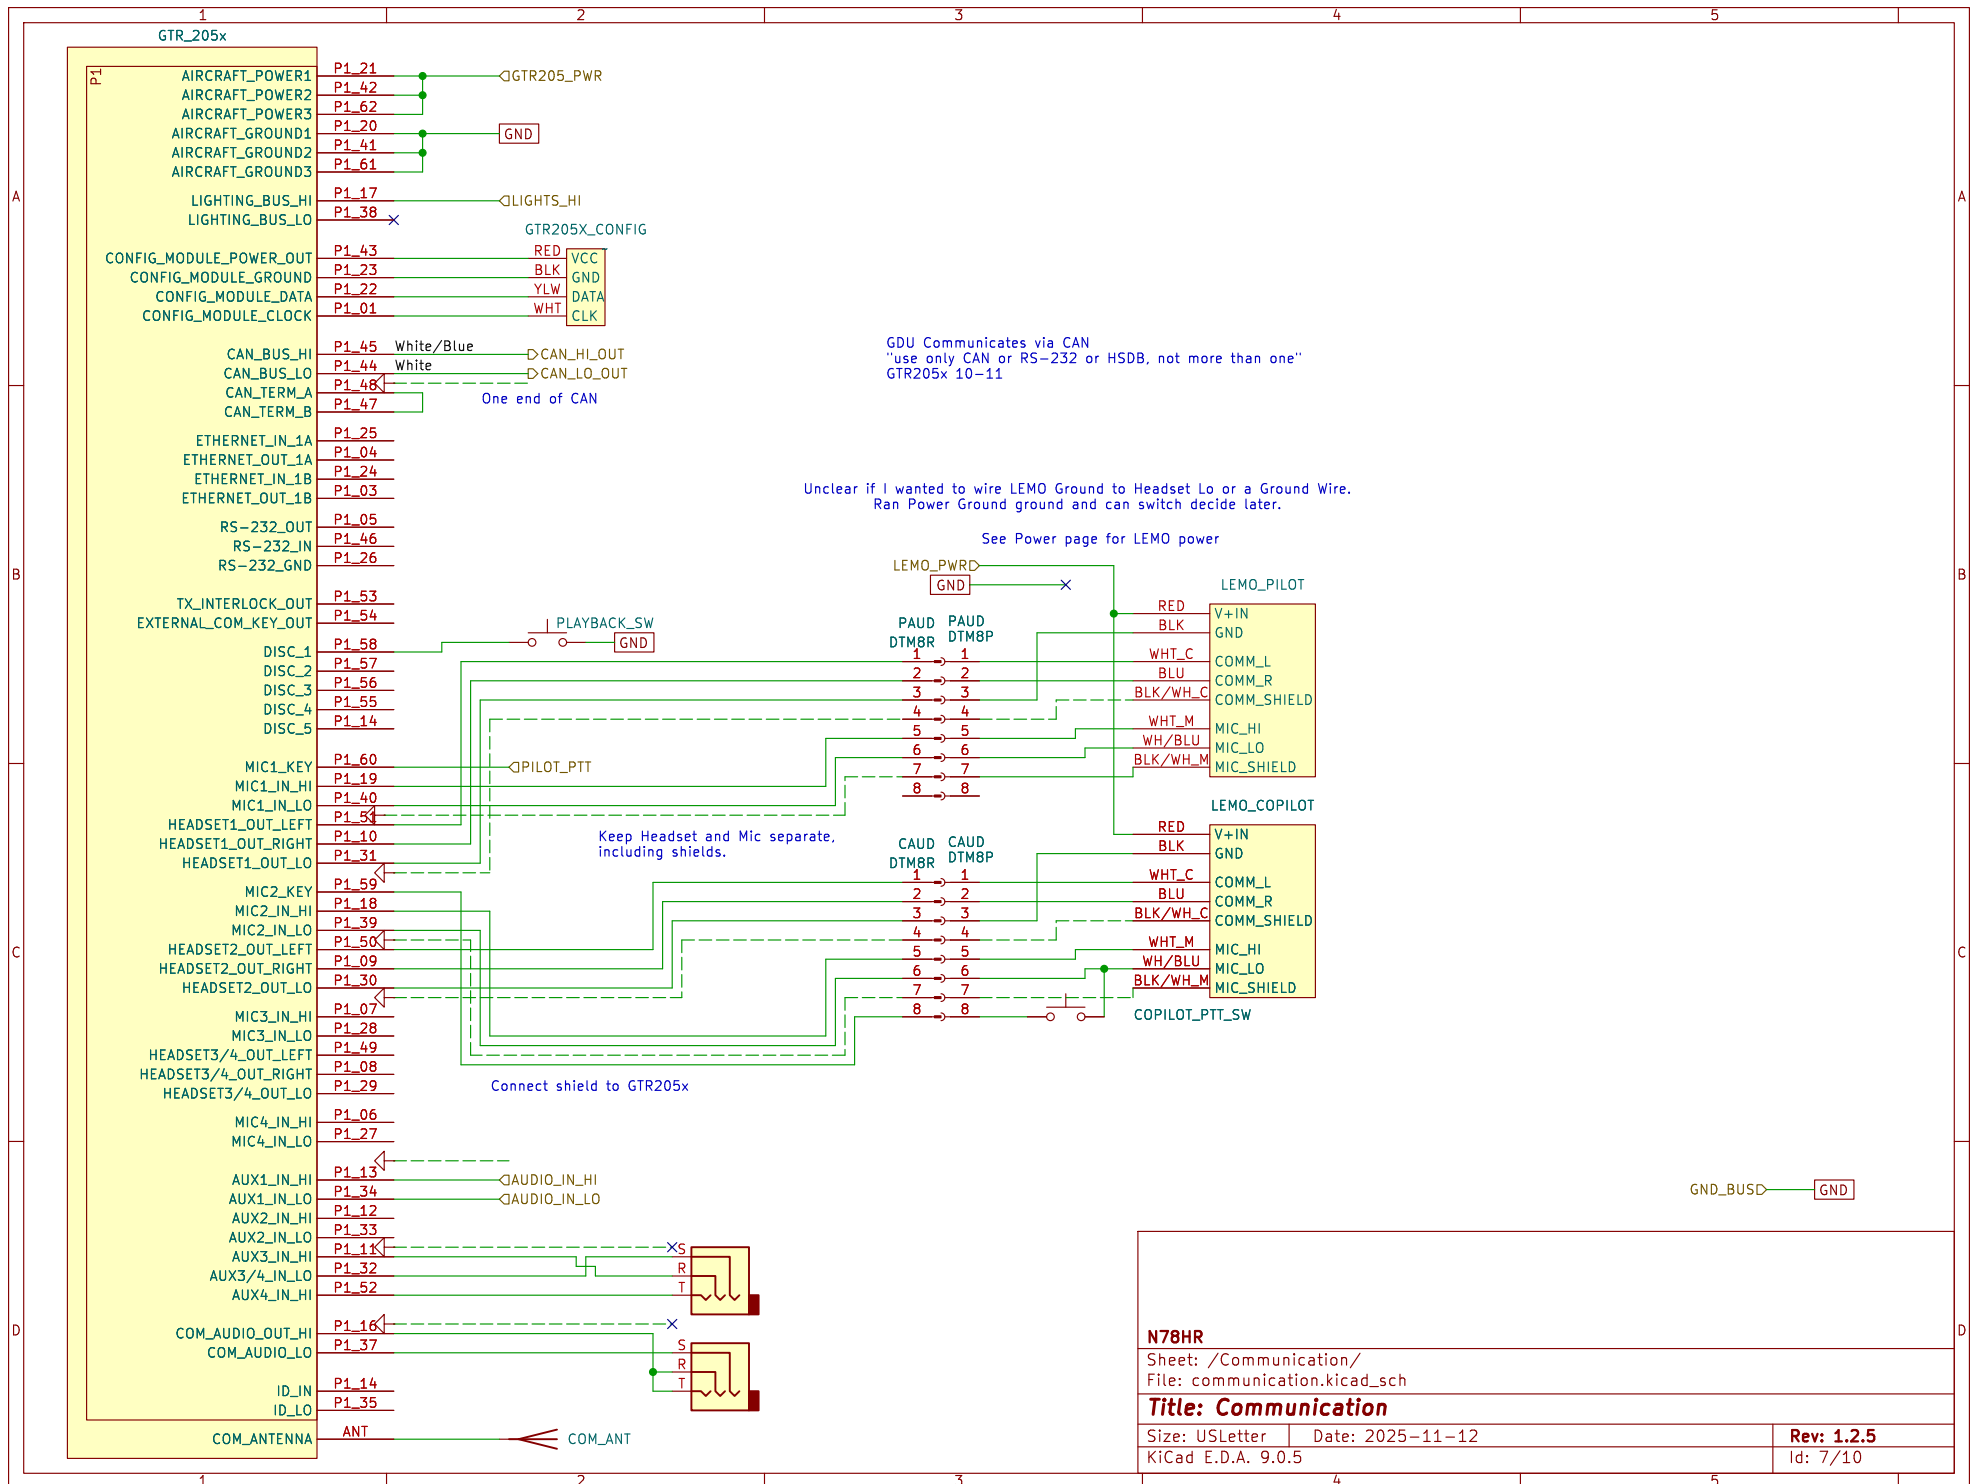 1 2 3 4 5
GTR_205x
P1
AIRCRAFT_POWER1 P1_21 GTR205_PWR
AIRCRAFT_POWER2 P1_42
AIRCRAFT_POWER3 P1_62
AIRCRAFT_GROUND1 P1_20 GND
AIRCRAFT_GROUND2 P1_41
AIRCRAFT_GROUND3 P1_61
A A
LIGHTING_BUS_HI P1_17 LIGHTS_HI
LIGHTING_BUS_LO P1_38
GTR205X_CONFIG
CONFIG_MODULE_POWER_OUT P1_43 RED VCC
CONFIG_MODULE_GROUND P1_23 BLK GND
CONFIG_MODULE_DATA P1_22 YLW DATA
CONFIG_MODULE_CLOCK P1_01 WHT CLK
CAN_BUS_HI P1_45 White/Blue CAN_HI_OUT
CAN_BUS_LO P1_44 White CAN_LO_OUT
CAN_TERM_A P1_48
CAN_TERM_B P1_47
One end of CAN
GDU Communicates via CAN
"use only CAN or RS-232 or HSDB, not more than one"
GTR205x 10-11
ETHERNET_IN_1A P1_25
ETHERNET_OUT_1A P1_04
ETHERNET_IN_1B P1_24
ETHERNET_OUT_1B P1_03
Unclear if I wanted to wire LEMO Ground to Headset Lo or a Ground Wire.
Ran Power Ground ground and can switch decide later.
See Power page for LEMO power
RS-232_OUT P1_05
RS-232_IN P1_46
RS-232_GND P1_26
B B
LEMO_PWR
GND
TX_INTERLOCK_OUT P1_53
EXTERNAL_COM_KEY_OUT P1_54
DISC_1 P1_58
DISC_2 P1_57
DISC_3 P1_56
DISC_4 P1_55
DISC_5 P1_14
PLAYBACK_SW
GND
PAUD PAUD
DTM8R DTM8P
1 1
2 2
3 3
4 4
5 5
6 6
7 7
8 8
LEMO_PILOT
RED V+IN
BLK GND
WHT_C COMM_L
BLU COMM_R
BLK/WH_C COMM_SHIELD
WHT_M MIC_HI
WH/BLU MIC_LO
BLK/WH_M MIC_SHIELD
MIC1_KEY P1_60 PILOT_PTT
MIC1_IN_HI P1_19
MIC1_IN_LO P1_40
HEADSET1_OUT_LEFT P1_51
HEADSET1_OUT_RIGHT P1_10
HEADSET1_OUT_LO P1_31
Keep Headset and Mic separate,
including shields.
MIC2_KEY P1_59
MIC2_IN_HI P1_18
MIC2_IN_LO P1_39
HEADSET2_OUT_LEFT P1_50
HEADSET2_OUT_RIGHT P1_09
HEADSET2_OUT_LO P1_30
C C
CAUD CAUD
DTM8R DTM8P
1 1
2 2
3 3
4 4
5 5
6 6
7 7
8 8
LEMO_COPILOT
RED V+IN
BLK GND
WHT_C COMM_L
BLU COMM_R
BLK/WH_C COMM_SHIELD
WHT_M MIC_HI
WH/BLU MIC_LO
BLK/WH_M MIC_SHIELD
COPILOT_PTT_SW
MIC3_IN_HI P1_07
MIC3_IN_LO P1_28
HEADSET3/4_OUT_LEFT P1_49
HEADSET3/4_OUT_RIGHT P1_08
HEADSET3/4_OUT_LO P1_29
Connect shield to GTR205x
MIC4_IN_HI P1_06
MIC4_IN_LO P1_27
AUX1_IN_HI P1_13 AUDIO_IN_HI
AUX1_IN_LO P1_34 AUDIO_IN_LO
AUX2_IN_HI P1_12
AUX2_IN_LO P1_33
AUX3_IN_HI P1_11 S
AUX3/4_IN_LO P1_32 R
AUX4_IN_HI P1_52 T
GND_BUS GND
D D
COM_AUDIO_OUT_HI P1_16
COM_AUDIO_LO P1_37 S
R
T
ID_IN P1_14
ID_LO P1_35
COM_ANTENNA ANT COM_ANT
N78HR
Sheet: /Communication/
File: communication.kicad_sch
Title: Communication
Size: USLetter Date: 2025-11-12 Rev: 1.2.5
KiCad E.D.A. 9.0.5 Id: 7/10
1 2 3 4 5